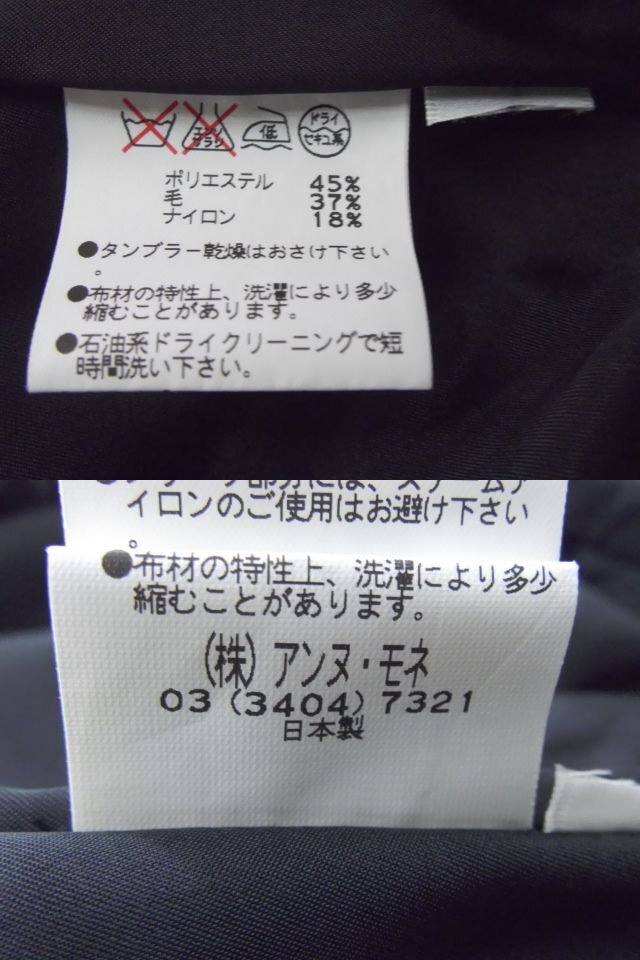 エンソ
サラシ
低
ドライ
セキユ系
ポリエステル 45%
毛 37%
ナイロン 18%
●タンブラー乾燥はおさけ下さい
。
●布材の特性上、洗濯により多少
縮むことがあります。
●石油系ドライクリーニングで短
時間洗い下さい。
イロンのご使用はお避け下さい
。
●布材の特性上、洗濯により多少
縮むことがあります。
(株)アンヌ・モネ
03(3404)7321
日本製